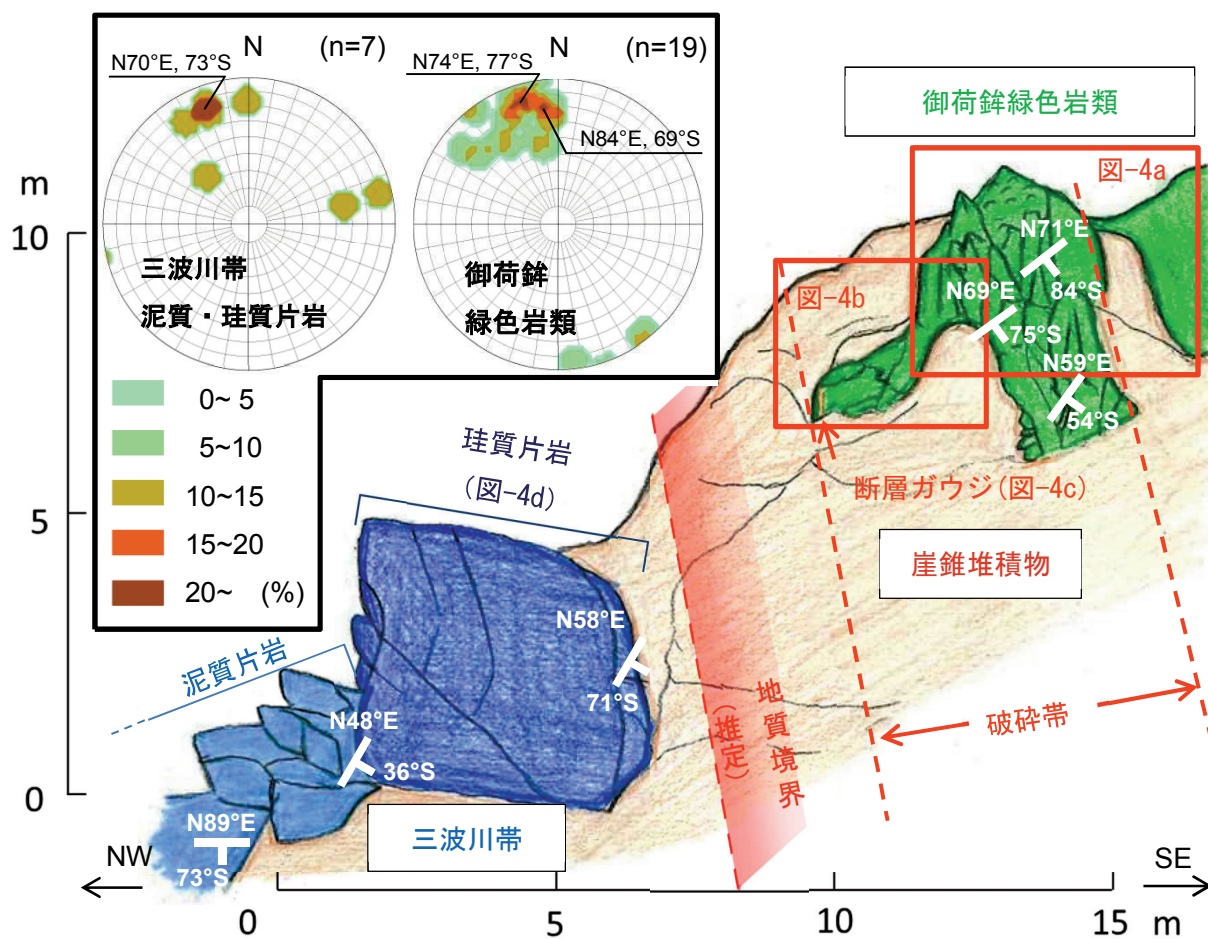 N (n=7)
N70°E, 73°S
三波川帯
泥質・珪質片岩
N (n=19)
N74°E, 77°S
N84°E, 69°S
御荷鉾
緑色岩類
0~ 5
5~10
10~15
15~20
20~ (%)
御荷鉾緑色岩類
図-4a
N71°E
84°S
図-4b
N69°E
75°S
N59°E
54°S
断層ガウジ(図-4c)
崖錐堆積物
珪質片岩
(図-4d)
N58°E
71°S
泥質片岩
N48°E
36°S
N89°E
73°S
三波川帯
地質境界
(推定)
破砕帯
m
10
5
0
NW
SE
0
5
10
15
m